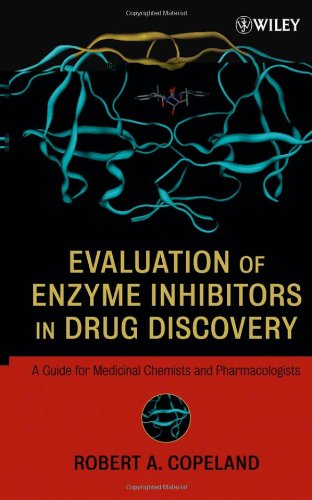 WILEY
EVALUATION OF
ENZYME INHIBITORS
IN DRUG DISCOVERY
A Guide for Medicinal Chemists and Pharmacologists
ROBERT A. COPELAND